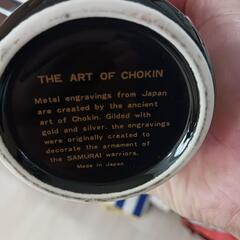 THE ART OF CHOKIN
Metal engravings from Japan
are created by the ancient
art of Chokin. Gilded with
gold and silver. the engravings
were originally created to
decorate the armament of
the SAMURAI warriors.
Made in Japan